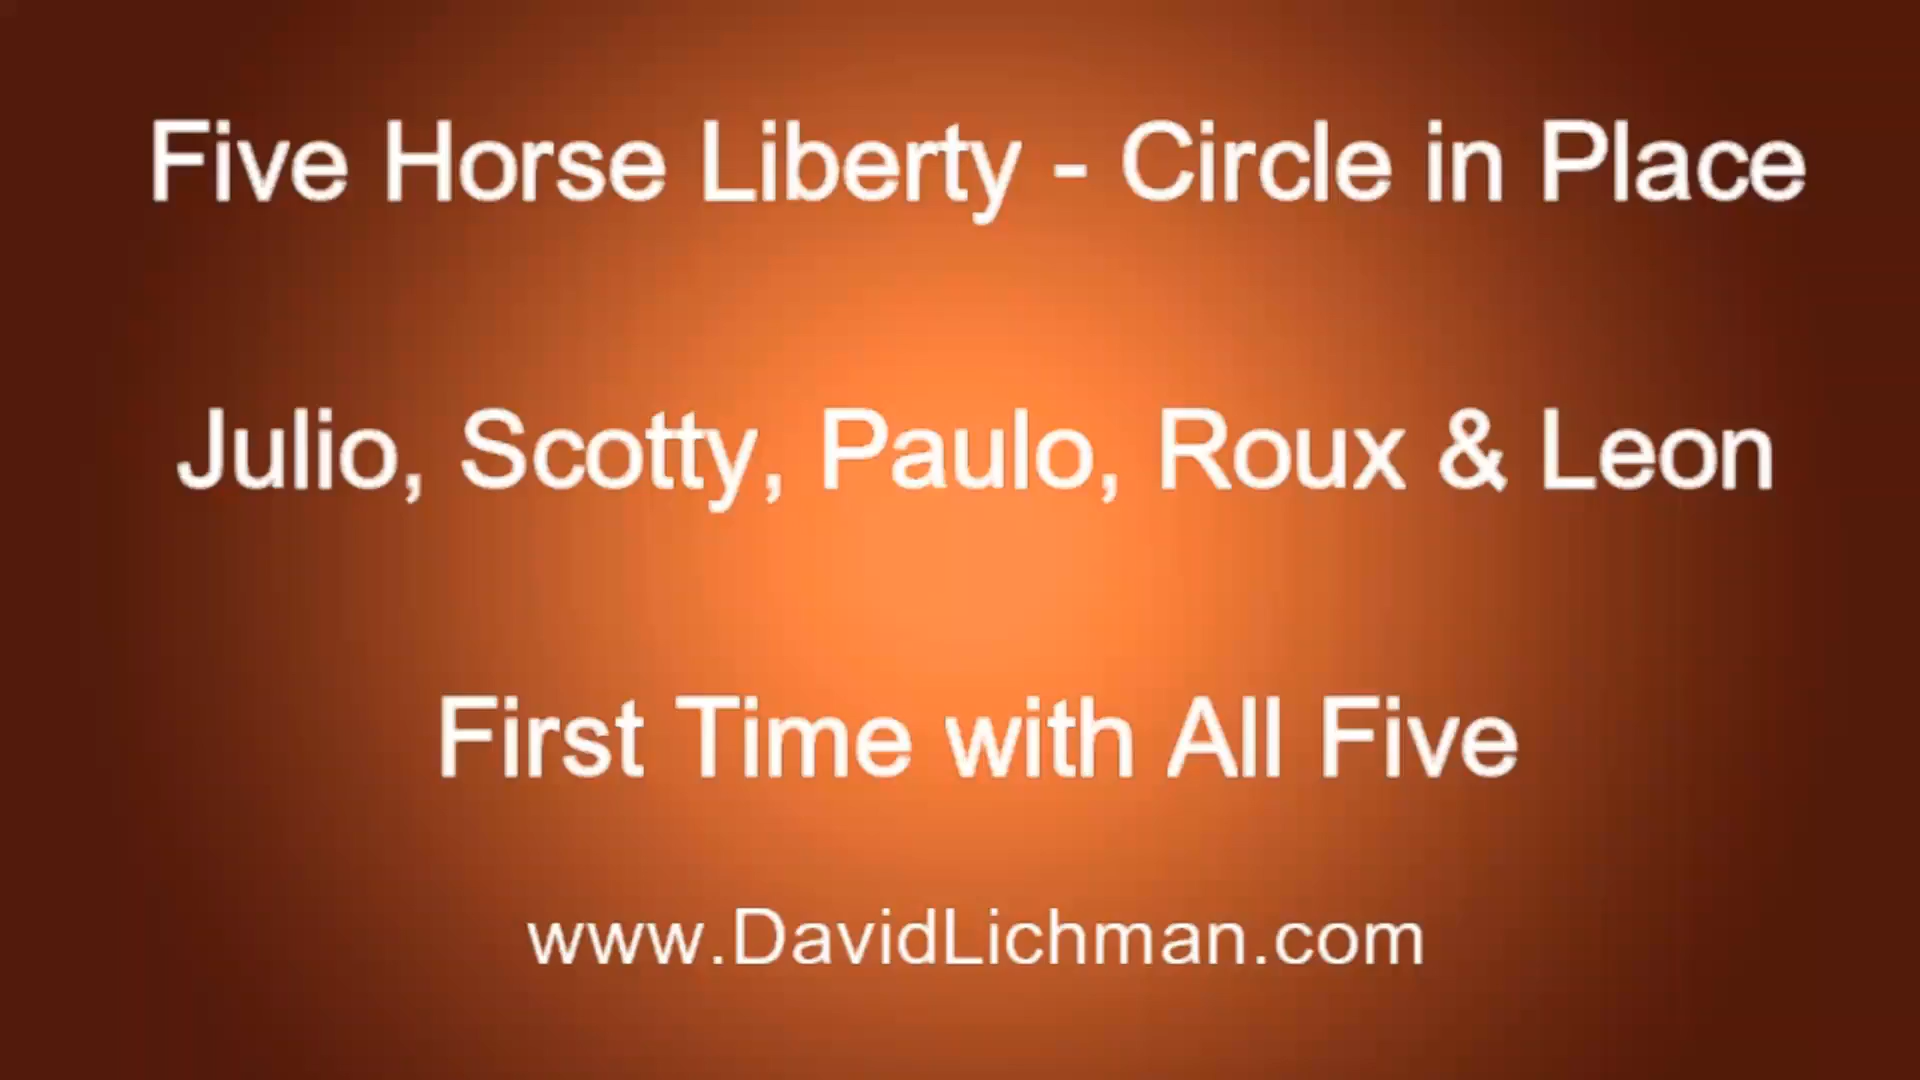 Five Horse Liberty - Circle in Place
Julio, Scotty, Paulo, Roux & Leon
First Time with All Five
www.DavidLichman.com